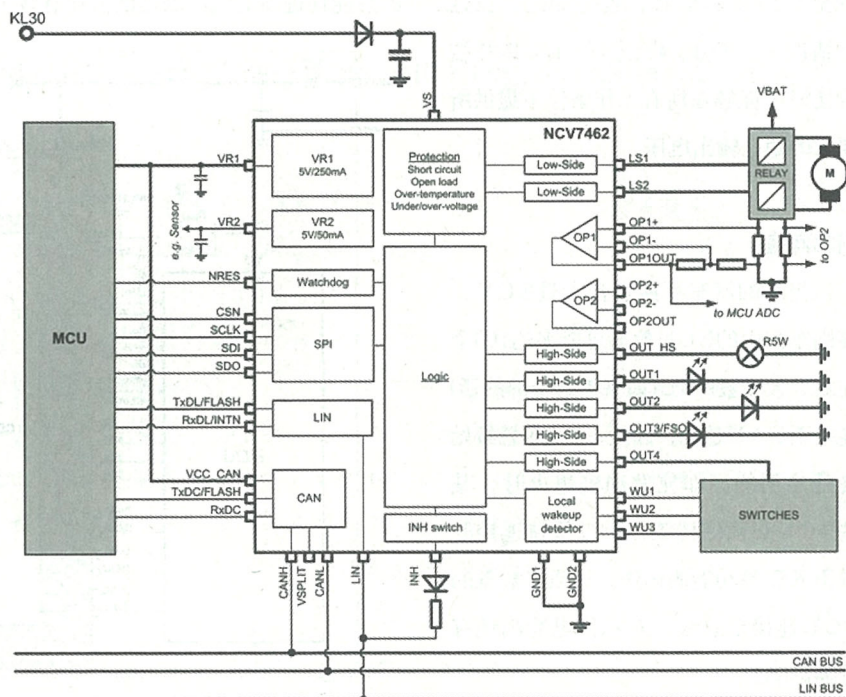 KL30
VS
NCV7462
VBAT
MCU
VR1
VR1
5V/250mA
Protection
Short circuit
Open load
Over-temperature
Under/over-voltage
Low-Side
LS1
Low-Side
LS2
RELAY
M
e.g. Sensor
VR2
VR2
5V/50mA
OP1
OP1+
OP1-
OP1OUT
to OP2
NRES
Watchdog
OP2
OP2+
OP2-
OP2OUT
to MCU ADC
CSN
SCLK
SDI
SDO
SPI
Logic
High-Side
OUT_HS
R5W
High-Side
OUT1
High-Side
OUT2
High-Side
OUT3/FSO
High-Side
OUT4
TxDL/FLASH
RxDL/INTN
LIN
VCC_CAN
TxDC/FLASH
RxDC
CAN
INH switch
Local
wakeup
detector
WU1
WU2
WU3
SWITCHES
CANH
VSPLIT
CANL
LIN
INH
GND1
GND2
CAN BUS
LIN BUS